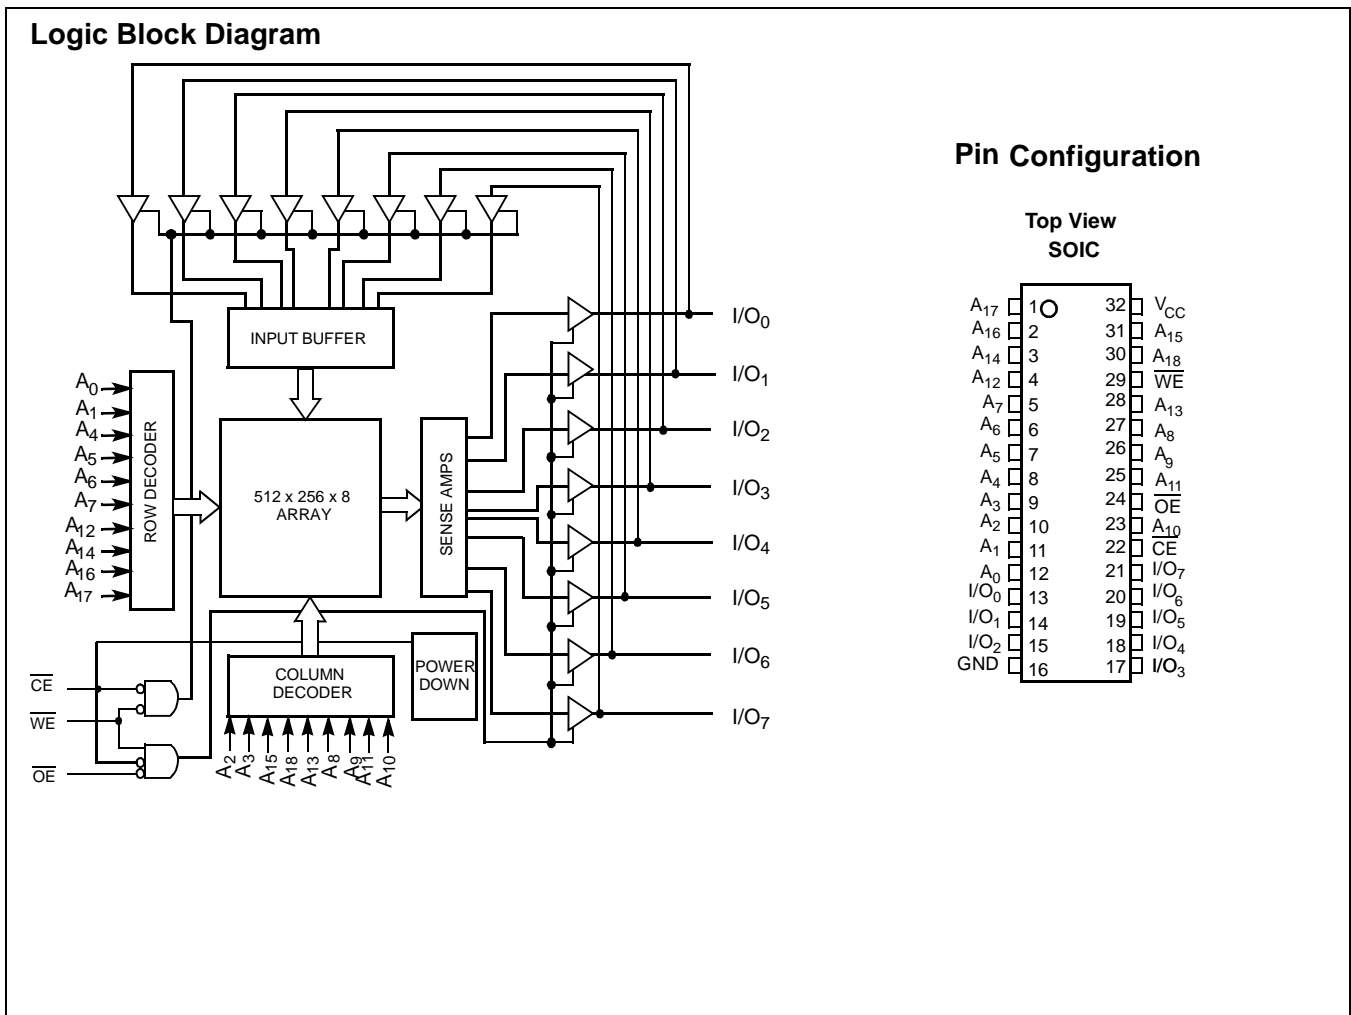 Logic Block Diagram
INPUT BUFFER
A0
A1
A4
A5
A6
A7
A12
A14
A16
A17
ROW DECODER
512 x 256 x 8
ARRAY
SENSE AMPS
I/O0
I/O1
I/O2
I/O3
I/O4
I/O5
I/O6
I/O7
COLUMN
DECODER
POWER
DOWN
CE
WE
OE
A2
A3
A15
A18
A13
A8
A9
A11
A10
Pin Configuration
Top View
SOIC
A17 1 32 VCC
A16 2 31 A15
A14 3 30 A18
A12 4 29 WE
A7 5 28 A13
A6 6 27 A8
A5 7 26 A9
A4 8 25 A11
A3 9 24 OE
A2 10 23 A10
A1 11 22 CE
A0 12 21 I/O7
I/O0 13 20 I/O6
I/O1 14 19 I/O5
I/O2 15 18 I/O4
GND 16 17 I/O3